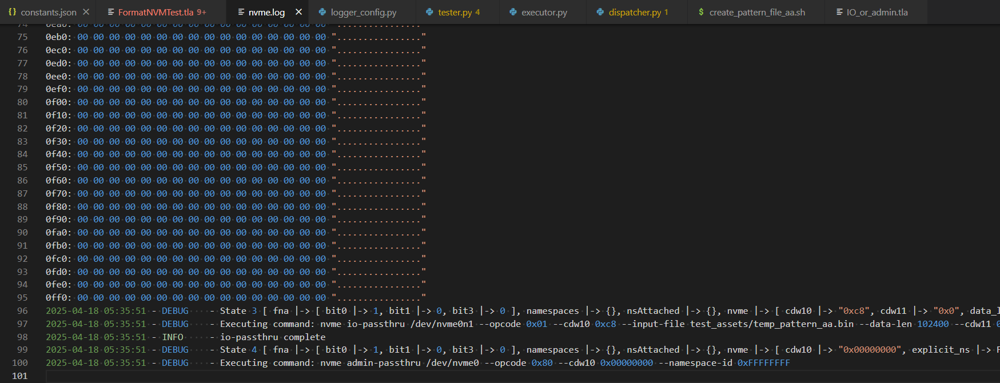 {} constants.json × FormatNVMTest.tla 9+ nvme.log × logger_config.py tester.py 4 executor.py dispatcher.py 1 $ create_pattern_file_aa.sh IO_or_admin.tla
74 0ea0: 00 00 00 00 00 00 00 00 00 00 00 00 00 00 00 00 "................"
75 0eb0: 00 00 00 00 00 00 00 00 00 00 00 00 00 00 00 00 "................"
76 0ec0: 00 00 00 00 00 00 00 00 00 00 00 00 00 00 00 00 "................"
77 0ed0: 00 00 00 00 00 00 00 00 00 00 00 00 00 00 00 00 "................"
78 0ee0: 00 00 00 00 00 00 00 00 00 00 00 00 00 00 00 00 "................"
79 0ef0: 00 00 00 00 00 00 00 00 00 00 00 00 00 00 00 00 "................"
80 0f00: 00 00 00 00 00 00 00 00 00 00 00 00 00 00 00 00 "................"
81 0f10: 00 00 00 00 00 00 00 00 00 00 00 00 00 00 00 00 "................"
82 0f20: 00 00 00 00 00 00 00 00 00 00 00 00 00 00 00 00 "................"
83 0f30: 00 00 00 00 00 00 00 00 00 00 00 00 00 00 00 00 "................"
84 0f40: 00 00 00 00 00 00 00 00 00 00 00 00 00 00 00 00 "................"
85 0f50: 00 00 00 00 00 00 00 00 00 00 00 00 00 00 00 00 "................"
86 0f60: 00 00 00 00 00 00 00 00 00 00 00 00 00 00 00 00 "................"
87 0f70: 00 00 00 00 00 00 00 00 00 00 00 00 00 00 00 00 "................"
88 0f80: 00 00 00 00 00 00 00 00 00 00 00 00 00 00 00 00 "................"
89 0f90: 00 00 00 00 00 00 00 00 00 00 00 00 00 00 00 00 "................"
90 0fa0: 00 00 00 00 00 00 00 00 00 00 00 00 00 00 00 00 "................"
91 0fb0: 00 00 00 00 00 00 00 00 00 00 00 00 00 00 00 00 "................"
92 0fc0: 00 00 00 00 00 00 00 00 00 00 00 00 00 00 00 00 "................"
93 0fd0: 00 00 00 00 00 00 00 00 00 00 00 00 00 00 00 00 "................"
94 0fe0: 00 00 00 00 00 00 00 00 00 00 00 00 00 00 00 00 "................"
95 0ff0: 00 00 00 00 00 00 00 00 00 00 00 00 00 00 00 00 "................"
96 2025-04-18 05:35:51 - DEBUG - State 3 [ fna |-> [ bit0 |-> 1, bit1 |-> 0, bit3 |-> 0 ], namespaces |-> {}, nsAttached |-> {}, nvme |-> [ cdw10 |-> "0xc8", cdw11 |-> "0x0",
97 2025-04-18 05:35:51 - DEBUG - Executing command: nvme io-passthru /dev/nvme0n1 --opcode 0x01 --cdw10 0xc8 --input-file test_assets/temp_pattern_aa.bin --data-len 102400 --cdw11
98 2025-04-18 05:35:51 - INFO - io-passthru complete
99 2025-04-18 05:35:51 - DEBUG - State 4 [ fna |-> [ bit0 |-> 1, bit1 |-> 0, bit3 |-> 0 ], namespaces |-> {}, nsAttached |-> {}, nvme |-> [ cdw10 |-> "0x00000000", explicit_ns |->
100 2025-04-18 05:35:51 - DEBUG - Executing command: nvme admin-passthru /dev/nvme0 --opcode 0x80 --cdw10 0x00000000 --namespace-id 0xFFFFFFFF
101